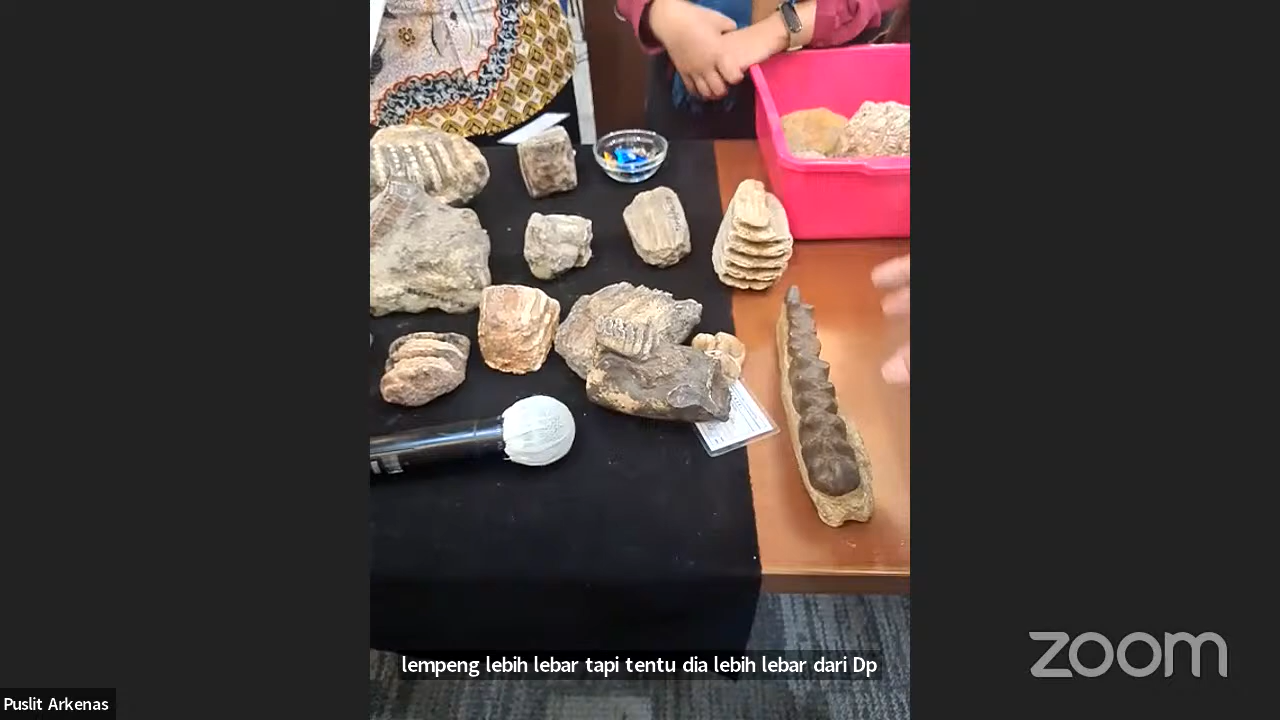 lempeng lebih lebar tapi tentu dia lebih lebar dari Dp
Puslit Arkenas
zoom